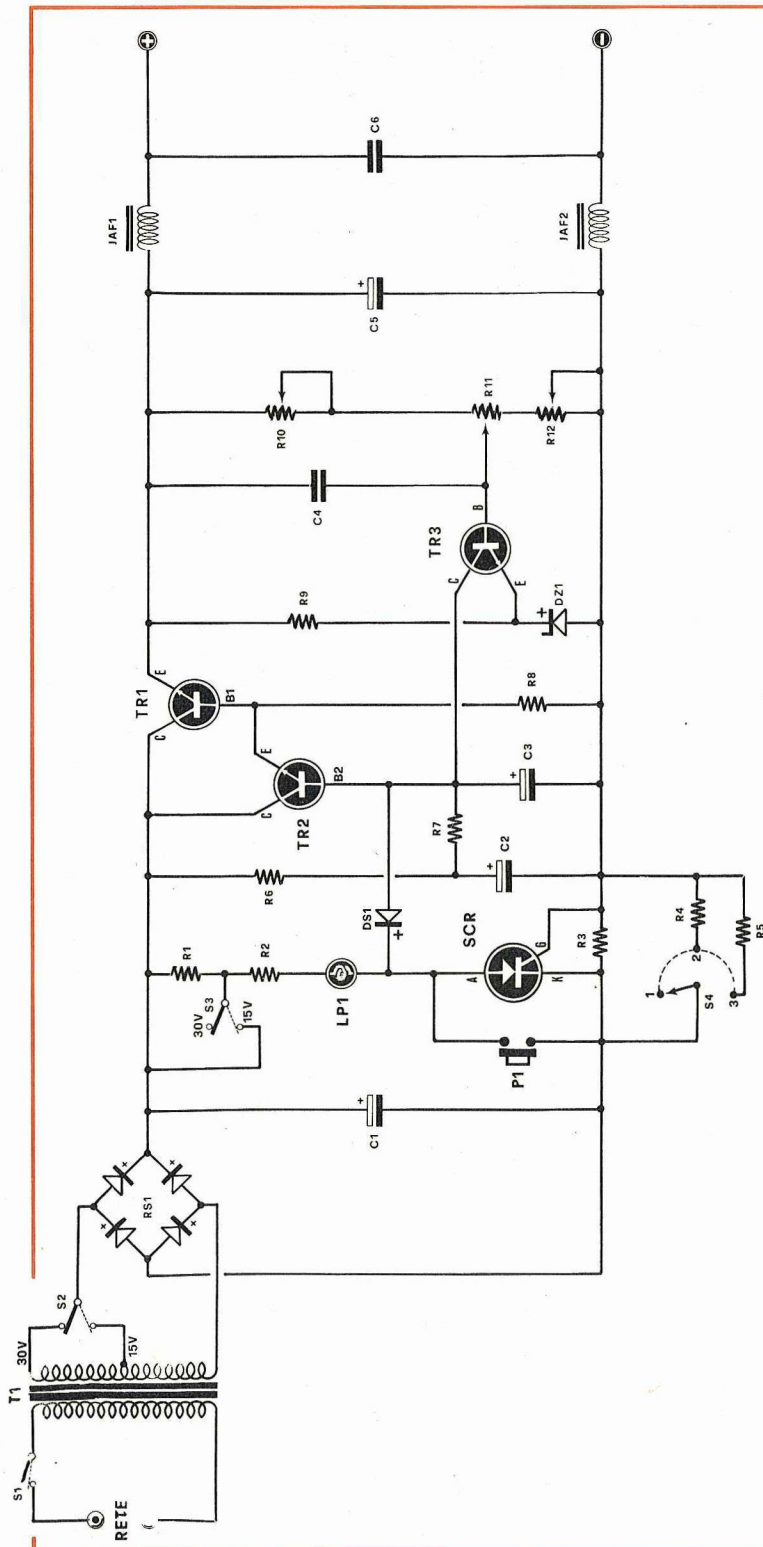 T1
S1
RETE
30V
15V
S2
RS1
x
x
x
x
C1
+
R1
30V
S3
15V
R2
LP1
P1
A
SCR
G
K
DS1
+
R3
S4
1
2
3
R4
R5
R6
R7
C2
+
C3
+
TR2
C
E
B2
TR1
C
E
B1
R8
R9
DZ1
+
TR3
C
E
B
C4
R10
R11
R12
C5
+
JAF1
JAF2
C6
+
-